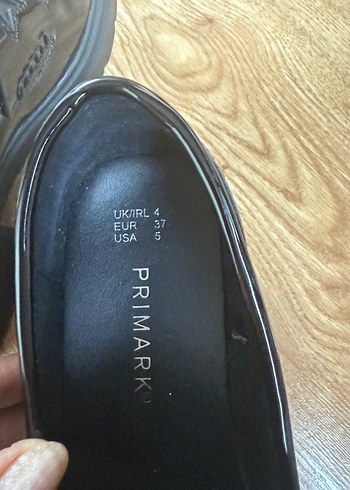 UK/IRL 4
EUR 37
USA 5
PRIMARK